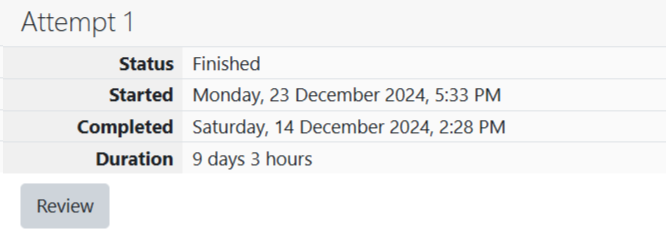 Attempt 1
Status Finished
Started Monday, 23 December 2024, 5:33 PM
Completed Saturday, 14 December 2024, 2:28 PM
Duration 9 days 3 hours
Review